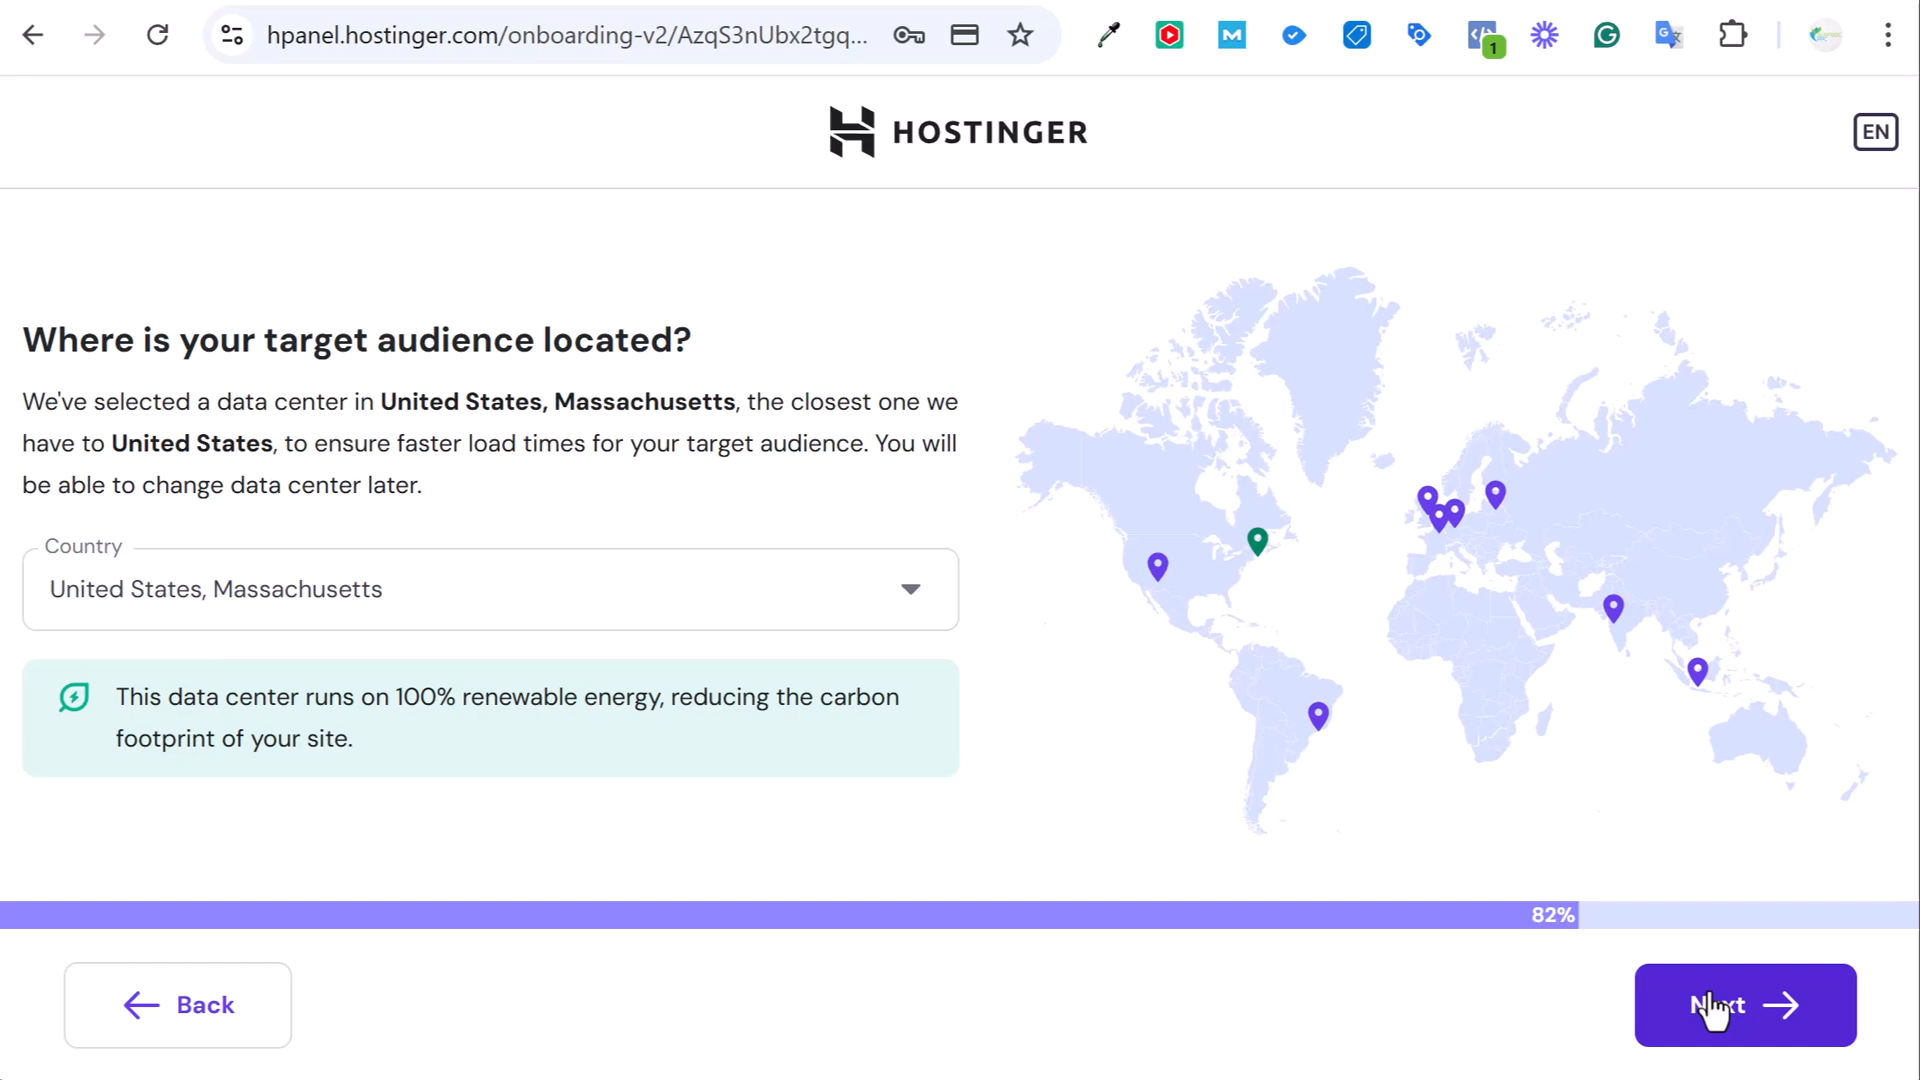 hpanel.hostinger.com/onboarding-v2/AzqS3nUbx2tgq...
1
HOSTINGER
EN
Where is your target audience located?
We've selected a data center in United States, Massachusetts, the closest one we
have to United States, to ensure faster load times for your target audience. You will
be able to change data center later.
Country
United States, Massachusetts
This data center runs on 100% renewable energy, reducing the carbon
footprint of your site.
82%
Back
Next